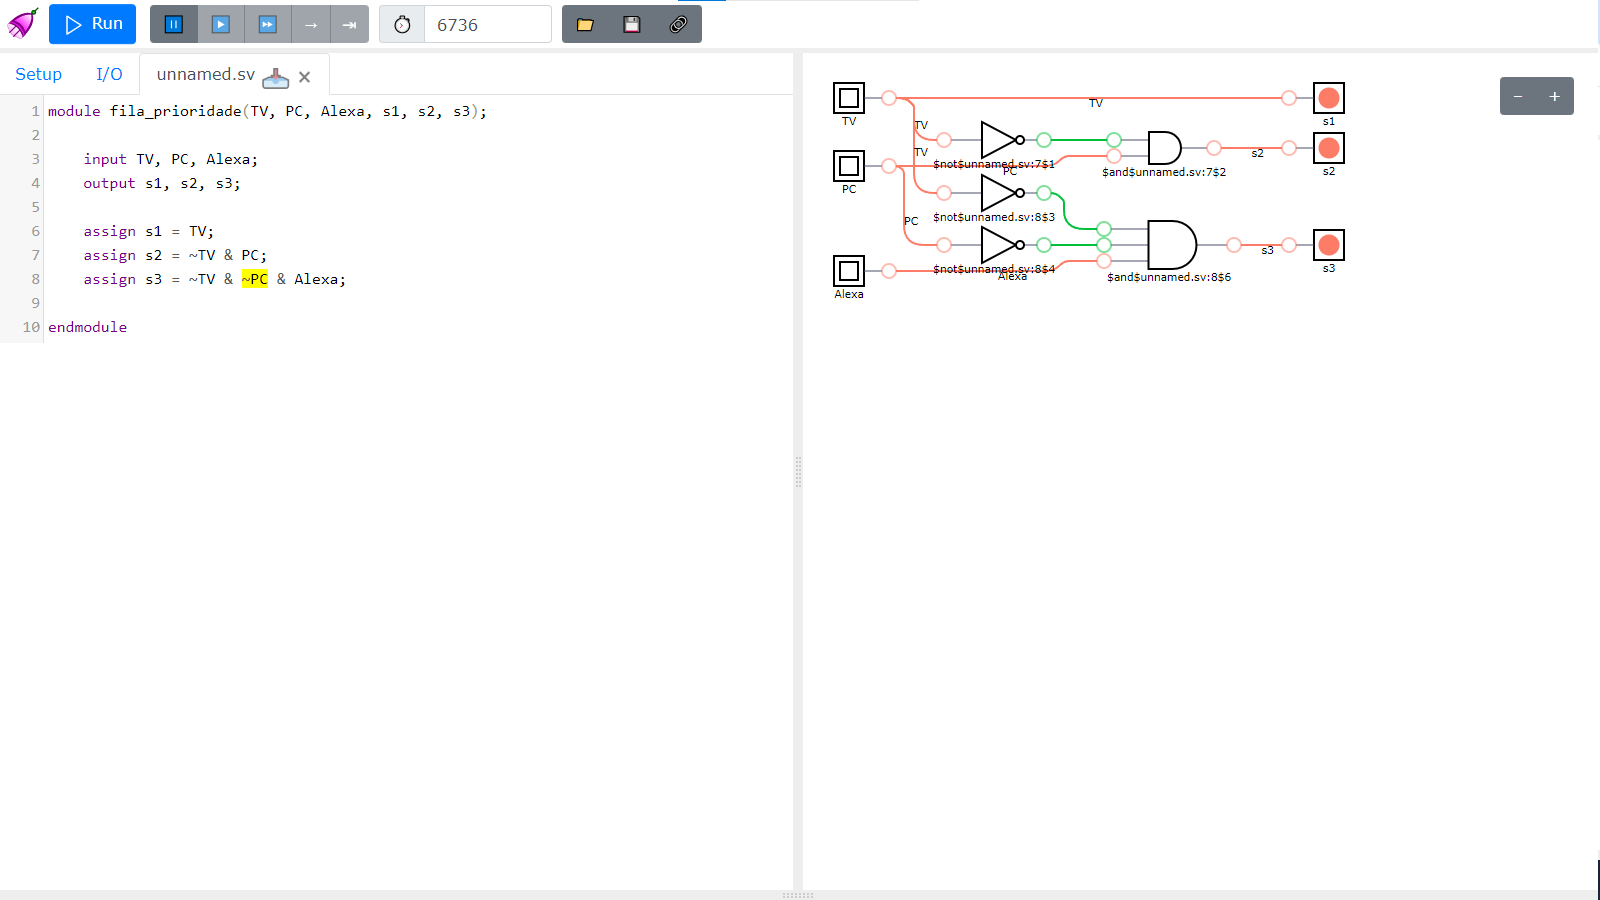 Run
6736
Setup I/O unnamed.sv
1 module fila_prioridade(TV, PC, Alexa, s1, s2, s3);
2
3 input TV, PC, Alexa;
4 output s1, s2, s3;
5
6 assign s1 = TV;
7 assign s2 = ~TV & PC;
8 assign s3 = ~TV & ~PC & Alexa;
9
10 endmodule
TV
TV
s1
TV
TV
$not$unnamed.sv:7$1
PC
$and$unnamed.sv:7$2
s2
s2
PC
PC
$not$unnamed.sv:8$3
$not$unnamed.sv:8$4
Alexa
$and$unnamed.sv:8$6
s3
s3
Alexa